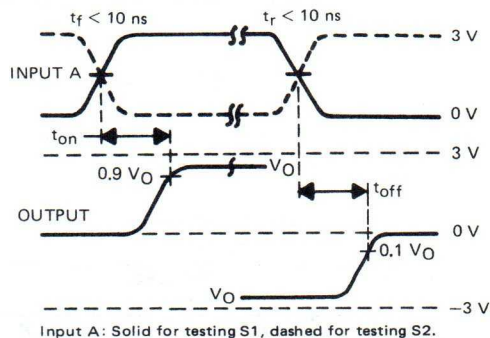 tf < 10 ns
tr < 10 ns
3 V
INPUT A
0 V
ton
3 V
0.9 VO
VO
toff
OUTPUT
0 V
0.1 VO
VO
−3 V
Input A: Solid for testing S1, dashed for testing S2.